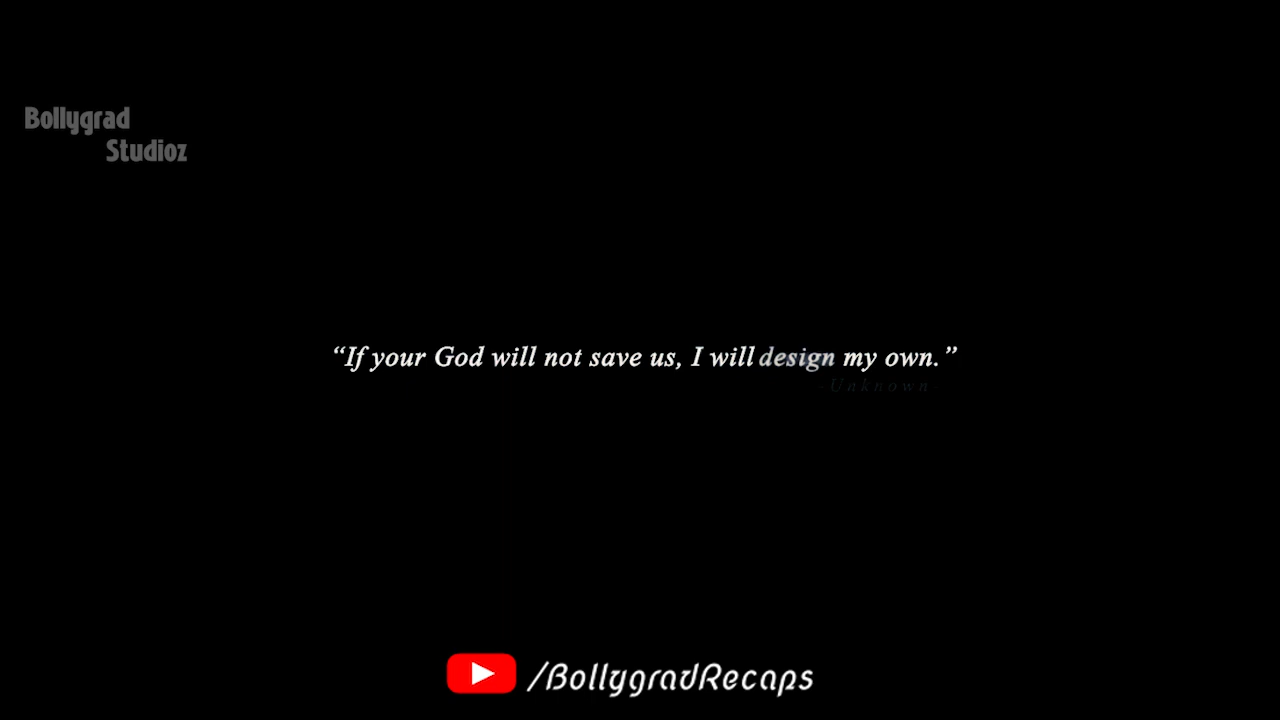 Bollygrad
Studioz
“If your God will not save us, I will design my own.”
-Unknown
/BollygradRecaps